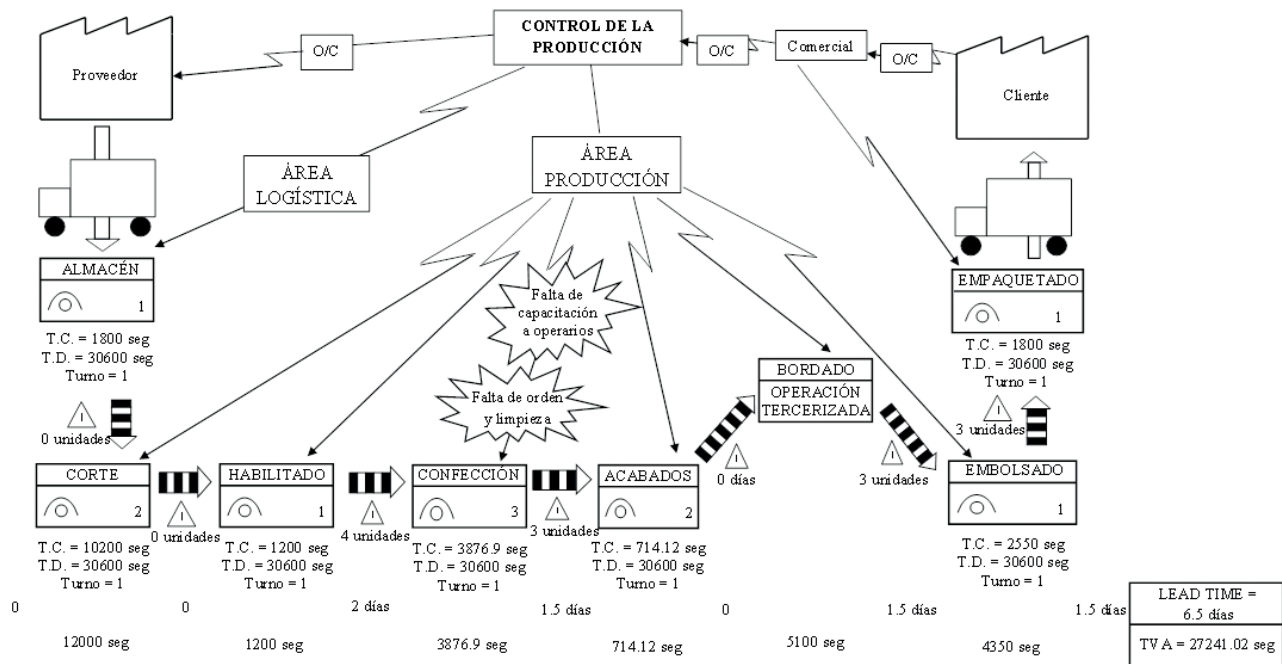 CONTROL DE LA
PRODUCCIÓN
O/C
O/C
Comercial
O/C
Proveedor
Cliente
ÁREA
LOGÍSTICA
ÁREA
PRODUCCIÓN
ALMACÉN
1
T.C. = 1800 seg
T.D. = 30600 seg
Turno = 1
I
0 unidades
Falta de
capacitación
a operarios
Falta de orden
y limpieza
BORDADO
OPERACIÓN
TERCERIZADA
EMPAQUETADO
1
T.C. = 1800 seg
T.D. = 30600 seg
Turno = 1
I
3 unidades
CORTE
2
T.C. = 10200 seg
T.D. = 30600 seg
Turno = 1
I
0 unidades
HABILITADO
1
T.C. = 1200 seg
T.D. = 30600 seg
Turno = 1
I
4 unidades
CONFECCIÓN
3
T.C. = 3876.9 seg
T.D. = 30600 seg
Turno = 1
I
3 unidades
ACABADOS
2
T.C. = 714.12 seg
T.D. = 30600 seg
Turno = 1
I
0 días
I
3 unidades
EMBOLSADO
1
T.C. = 2550 seg
T.D. = 30600 seg
Turno = 1
0
0
2 días
1.5 días
0
1.5 días
1.5 días
LEAD TIME =
6.5 días
12000 seg
1200 seg
3876.9 seg
714.12 seg
5100 seg
4350 seg
TVA = 27241.02 seg